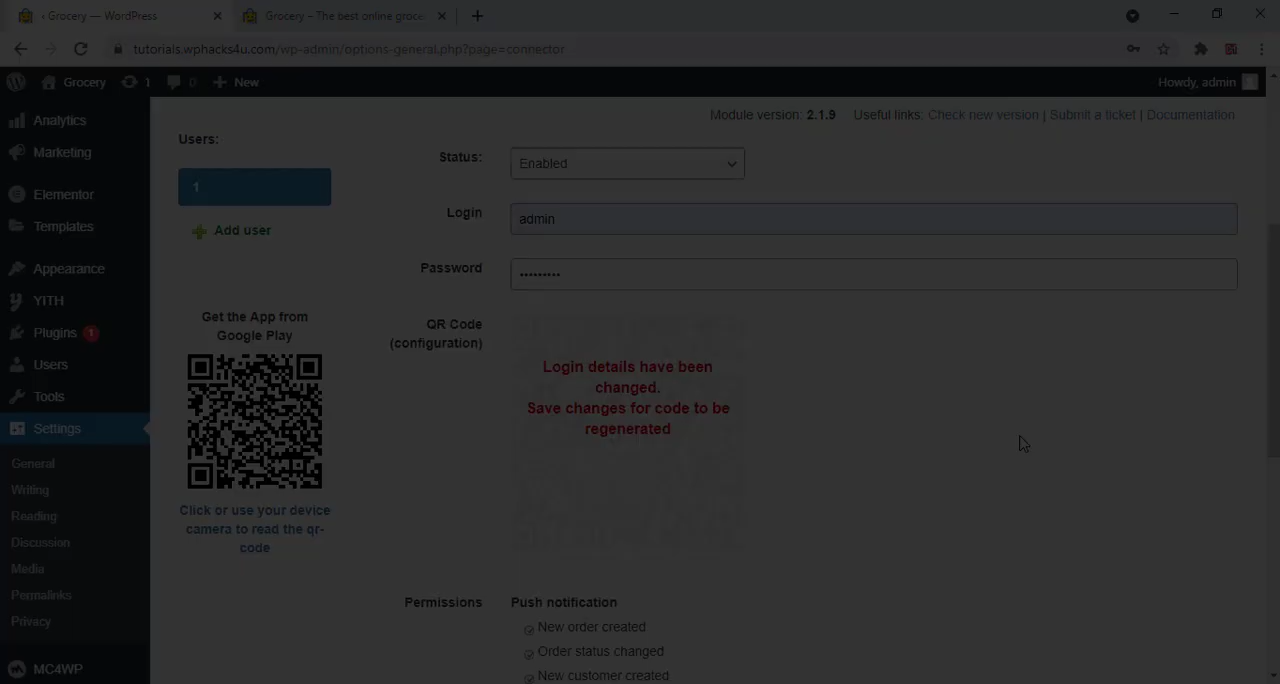 ‹ Grocery — WordPress
Grocery – The best online groce
tutorials.wphacks4u.com/wp-admin/options-general.php?page=connector
Grocery
1
0
New
Howdy, admin
Analytics
Marketing
Elementor
Templates
Appearance
YITH
Plugins 1
Users
Tools
Settings
General
Writing
Reading
Discussion
Media
Permalinks
Privacy
MC4WP
Module version: 2.1.9 Useful links: Check new version | Submit a ticket | Documentation
Users:
1
Add user
Get the App from
Google Play
Click or use your device
camera to read the qr-
code
Status:
Enabled
Login
admin
Password
•••••••••
QR Code
(configuration)
Login details have been
changed.
Save changes for code to be
regenerated
Permissions
Push notification
New order created
Order status changed
New customer created